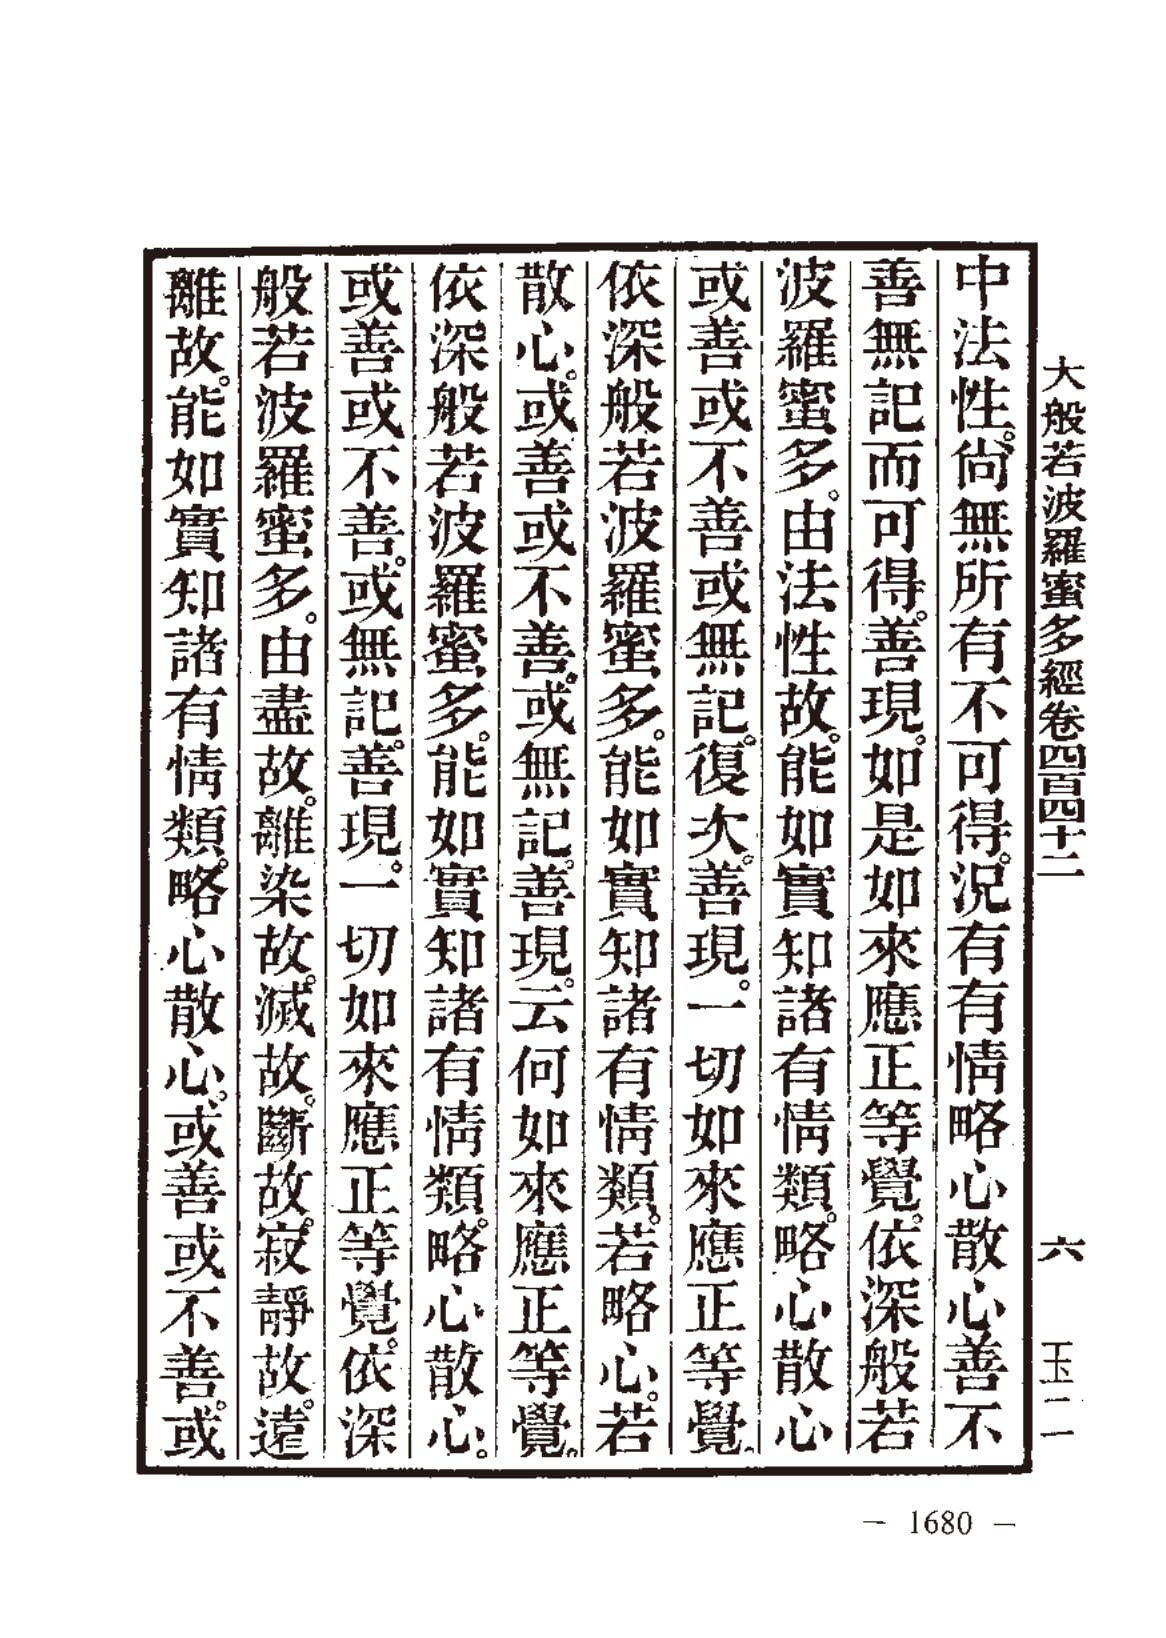 大般若波羅蜜多經卷四百四十二　六　玉二
中法性。尙無所有不可得。況有有情略心散心善不
善無記而可得。善現。如是如來應正等覺。依深般若
波羅蜜多。由法性故。能如實知諸有情類。略心散心
或善或不善或無記。復次。善現。一切如來應正等覺。
依深般若波羅蜜多。能如實知諸有情類。若略心。若
散心。或善或不善。或無記。善現。云何如來應正等覺。
依深般若波羅蜜多。能如實知諸有情類。略心散心。
或善或不善。或無記。善現。一切如來應正等覺。依深
般若波羅蜜多。由盡故。離染故。滅故。斷故。寂靜故。遠
離故。能如實知諸有情類。略心散心。或善或不善。或
— 1680 —